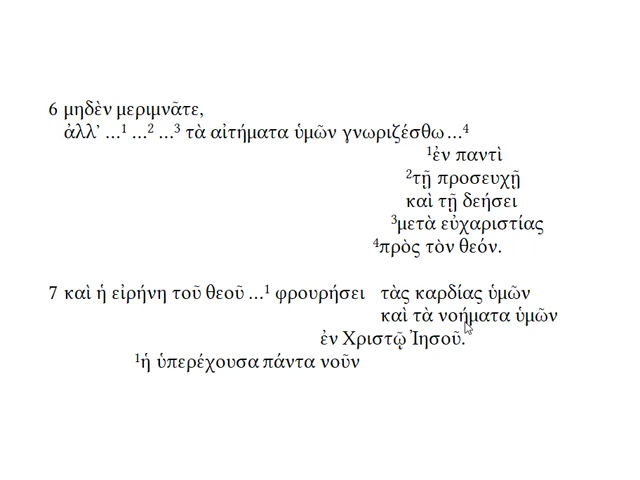 6 μηδὲν μεριμνᾶτε,
ἀλλ’ …¹ …² …³ τὰ αἰτήματα ὑμῶν γνωριζέσθω …⁴
¹ἐν παντὶ
²τῇ προσευχῇ
καὶ τῇ δεήσει
³μετὰ εὐχαριστίας
⁴πρὸς τὸν θεόν.
7 καὶ ἡ εἰρήνη τοῦ θεοῦ …¹ φρουρήσει τὰς καρδίας ὑμῶν
καὶ τὰ νοήματα ὑμῶν
ἐν Χριστῷ Ἰησοῦ.
¹ἡ ὑπερέχουσα πάντα νοῦν